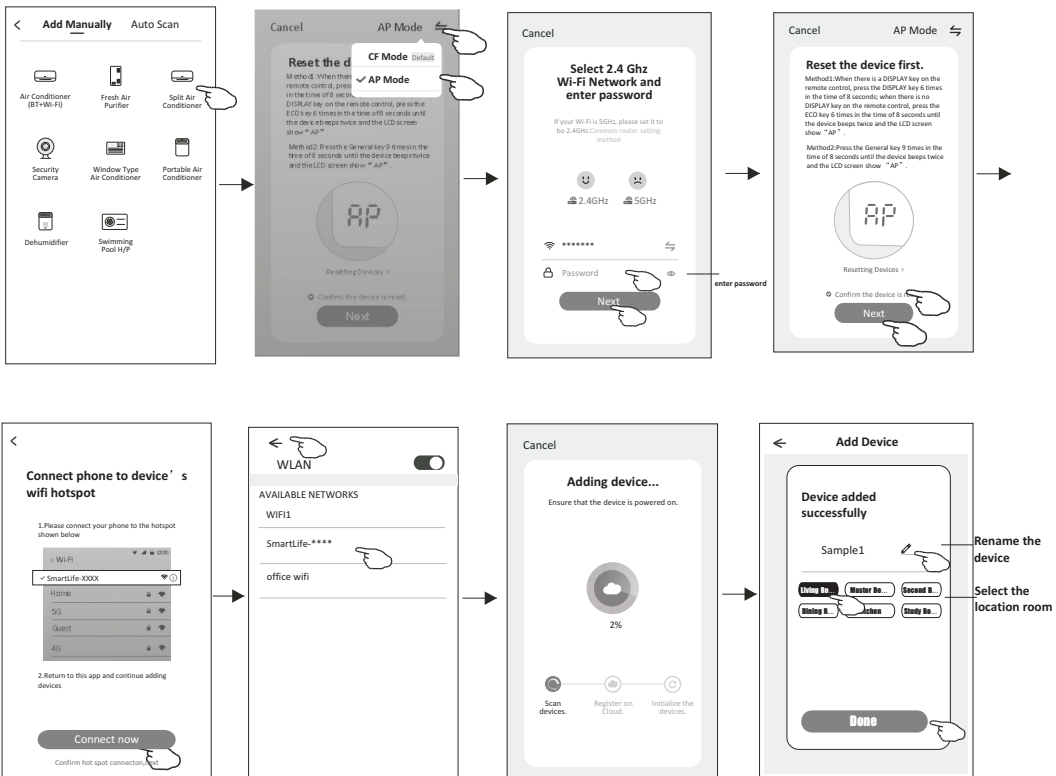 Add Manually Auto Scan
Air Conditioner
(BT+Wi-Fi)
Fresh Air
Purifier
Split Air
Conditioner
Security
Camera
Window Type
Air Conditioner
Portable Air
Conditioner
Dehumidifier
Swimming
Pool H/P
Cancel AP Mode
CF Mode Default
AP Mode
Reset the d
Method1: When there
remote control, press
in the time of 8 secon
DISPLAY key on the remote control, press the
ECO key 6 times in the time of 8 seconds until
the device beeps twice and the LCD screen
show "AP".
Method2: Press the General key 9 times in the
time of 8 seconds until the device beeps twice
and the LCD screen show "AP".
AP
Resetting Devices >
Confirm the device is reset
Next
Cancel
Select 2.4 Ghz
Wi-Fi Network and
enter password
If your Wi-Fi is 5GHz, please set it to
bo 2.4GHz.Common router setting
method
2.4GHz 5GHz
*******
Password
enter password
Next
Cancel AP Mode
Reset the device first.
Method1:When there is a DISPLAY key on the
remote control, press the DISPLAY key 6 times
in the time of 8 seconds; when there is no
DISPLAY key on the remote control, press the
ECO key 6 times in the time of 8 seconds until
the device beeps twice and the LCD screen
show "AP".
Method2:Press the General key 9 times in the
time of 8 seconds until the device beeps twice
and the LCD screen show "AP".
AP
Resetting Devices >
Confirm the device is re
Next
Connect phone to device's
wifi hotspot
1.Please connect your phone to the hotspot
shown below
< Wi-Fi
SmartLife-XXXX
Home
5G
Guest
4G
2.Return to this app and continue adding
devices
Connect now
Confirm hot spot connecton,next
WLAN
AVAILABLE NETWORKS
WIFI1
SmartLife-****
office wifi
Cancel
Adding device...
Ensure that the device is powered on.
2%
Scan
devices.
Register on
Cloud.
Initialize the
devices.
Add Device
Device added
successfully
Sample1
Rename the
device
Living Ro... Master Bo... Second B...
Dining R... Kitchen Study Ro...
Select the
location room
Done